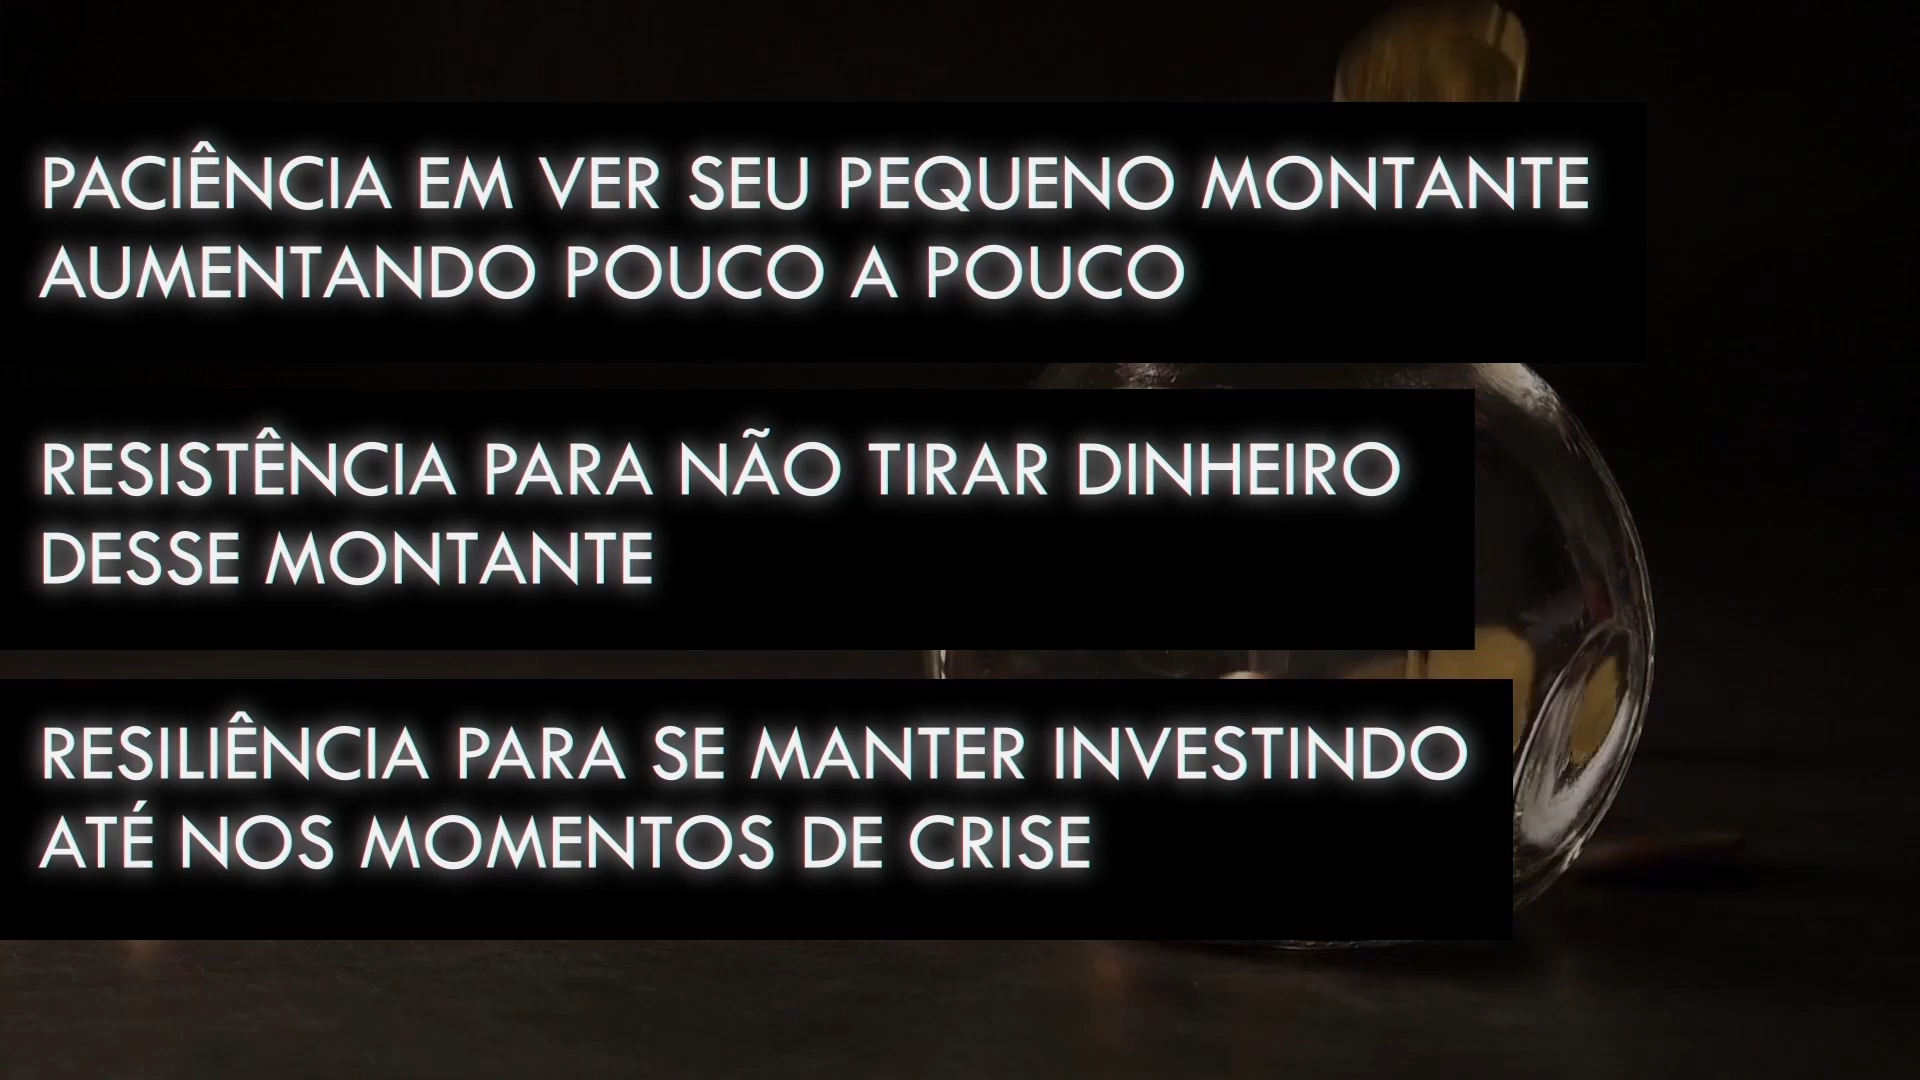 PACIÊNCIA EM VER SEU PEQUENO MONTANTE
AUMENTANDO POUCO A POUCO
RESISTÊNCIA PARA NÃO TIRAR DINHEIRO
DESSE MONTANTE
RESILIÊNCIA PARA SE MANTER INVESTINDO
ATÉ NOS MOMENTOS DE CRISE